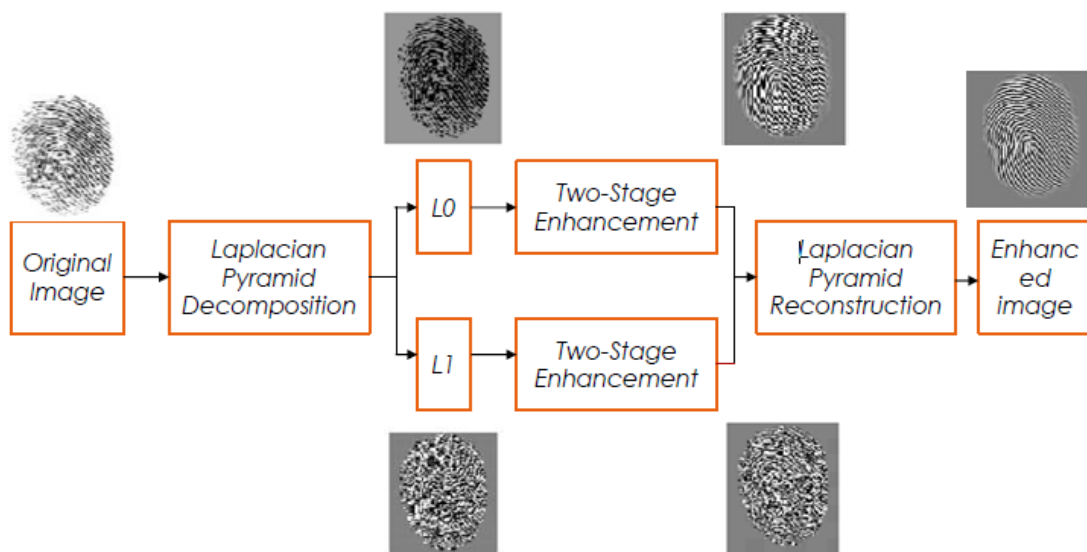 Original
Image
Laplacian
Pyramid
Decomposition
L0
Two-Stage
Enhancement
L1
Two-Stage
Enhancement
Laplacian
Pyramid
Reconstruction
Enhanc
ed
image